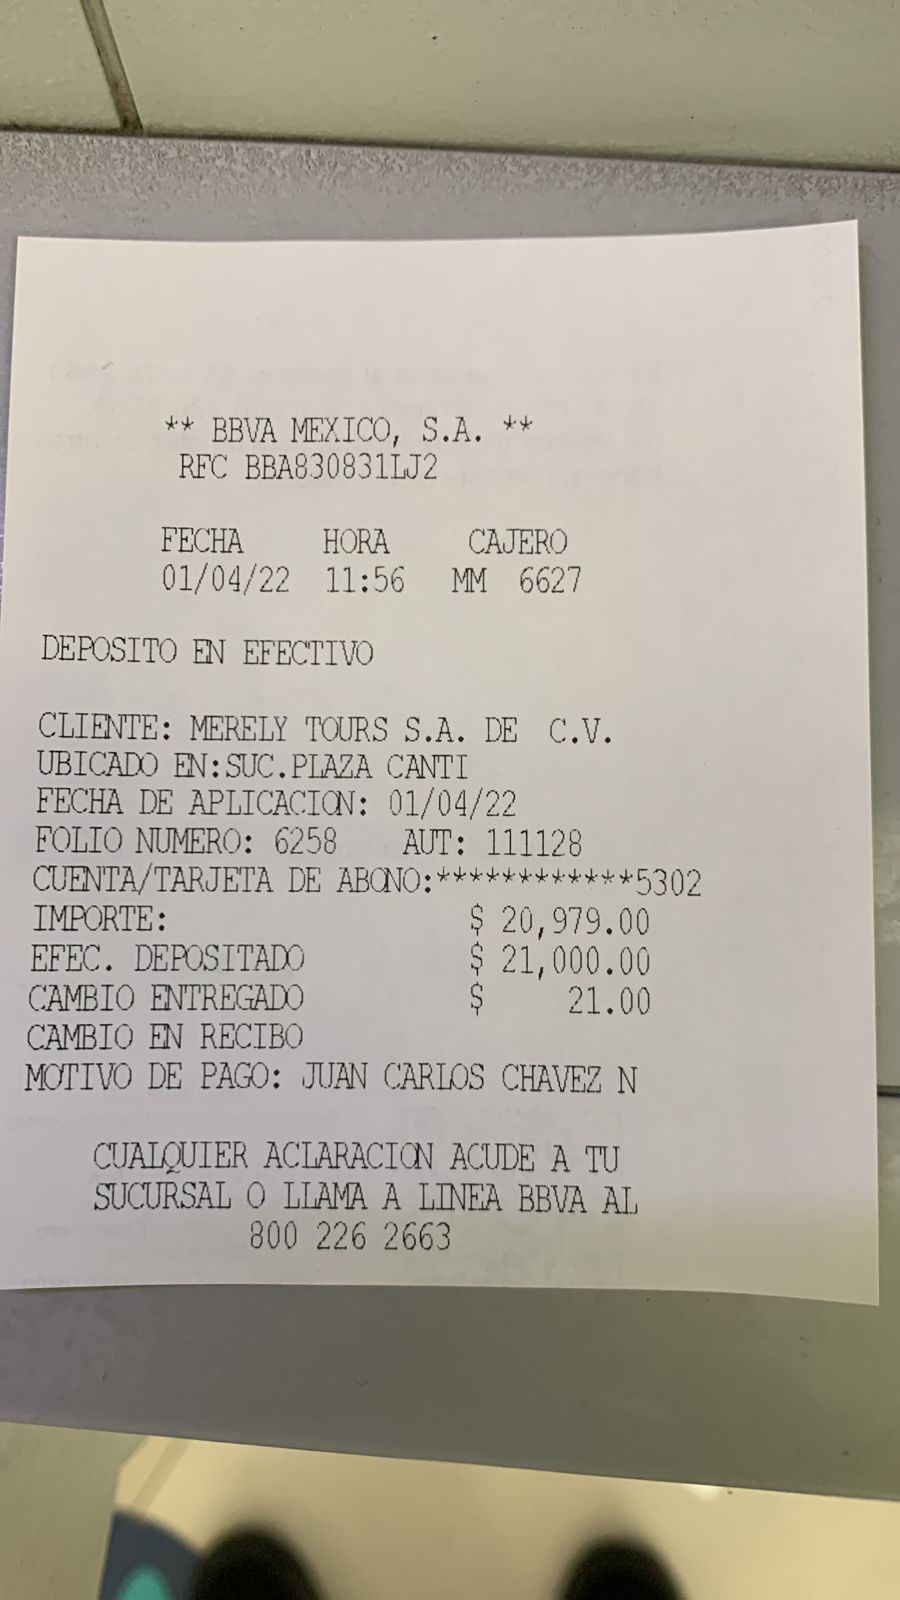 ** BBVA MEXICO, S.A. **
RFC BBA830831LJ2
FECHA HORA CAJERO
01/04/22 11:56 MM 6627
DEPOSITO EN EFECTIVO
CLIENTE: MERELY TOURS S.A. DE C.V.
UBICADO EN:SUC.PLAZA CANTI
FECHA DE APLICACION: 01/04/22
FOLIO NUMERO: 6258 AUT: 111128
CUENTA/TARJETA DE ABONO:************5302
IMPORTE: $ 20,979.00
EFEC. DEPOSITADO $ 21,000.00
CAMBIO ENTREGADO $ 21.00
CAMBIO EN RECIBO
MOTIVO DE PAGO: JUAN CARLOS CHAVEZ N
CUALQUIER ACLARACION ACUDE A TU
SUCURSAL O LLAMA A LINEA BBVA AL
800 226 2663